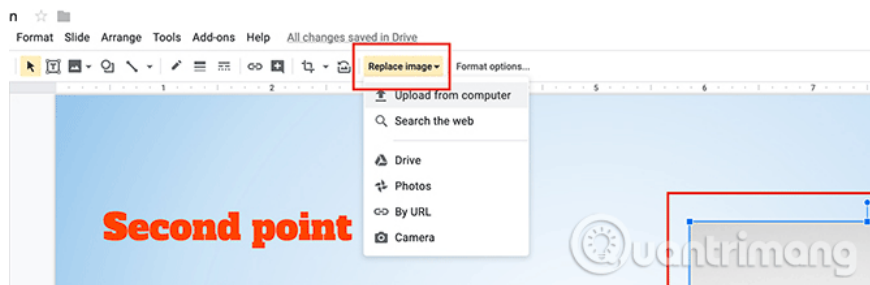 n
Format Slide Arrange Tools Add-ons Help All changes saved in Drive
Replace image Format options...
1 2 5 6 7
Upload from computer
Search the web
Drive
Photos
By URL
Camera
Second point
uantrimang